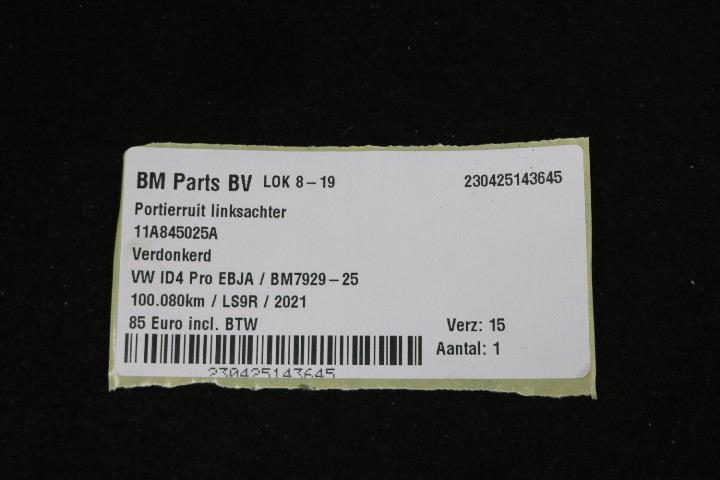 BM Parts BV LOK 8-19 230425143645
Portierruit linksachter
11A845025A
Verdonkerd
VW ID4 Pro EBJA / BM7929-25
100.080km / LS9R / 2021
85 Euro incl. BTW Verz: 15
Aantal: 1
230425143645